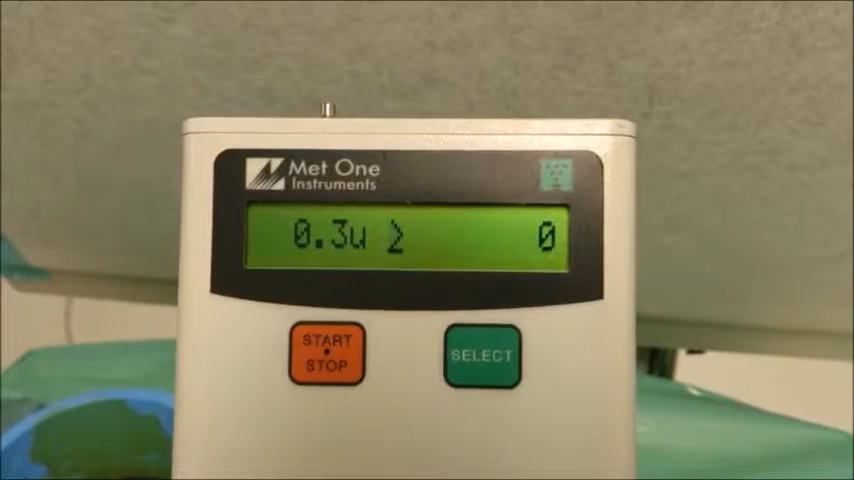 Met One
Instruments
0.3u ≥ 0
START
STOP
SELECT